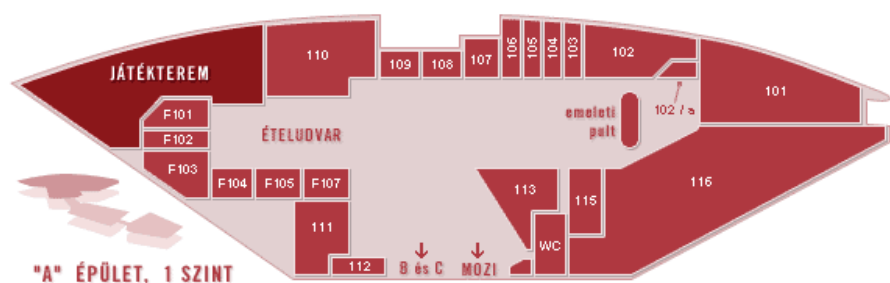 JÁTÉKTEREM
110
109
108
107
106
105
104
103
102
101
102 / a
F101
F102
F103
ÉTELUDVAR
emeleti
pult
F104
F105
F107
113
115
116
111
WC
112
B és C
MOZI
"A" ÉPÜLET, 1 SZINT